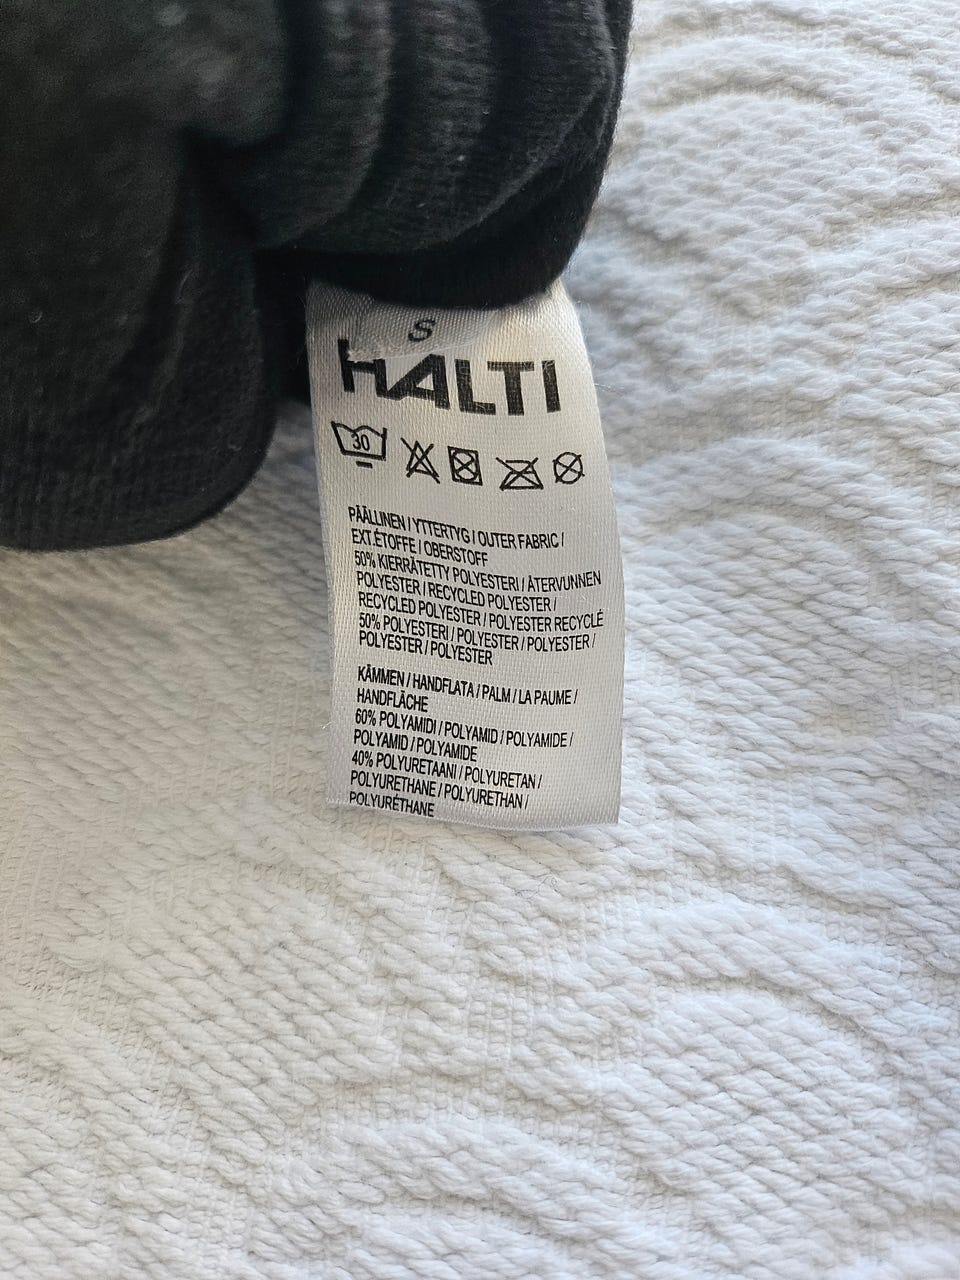 S
HALTI
30
PÄÄLLINEN / YTTERTYG / OUTER FABRIC /
EXT.ÉTOFFE / OBERSTOFF
50% KIERRÄTETTY POLYESTERI / ÅTERVUNNEN
POLYESTER / RECYCLED POLYESTER /
RECYCLED POLYESTER / POLYESTER RECYCLÉ
50% POLYESTERI / POLYESTER / POLYESTER /
POLYESTER / POLYESTER
KÄMMEN / HANDFLATA / PALM / LA PAUME /
HANDFLÄCHE
60% POLYAMIDI / POLYAMID / POLYAMIDE /
POLYAMID / POLYAMIDE
40% POLYURETAANI / POLYURETAN /
POLYURETHANE / POLYURETHAN /
POLYURÉTHANE